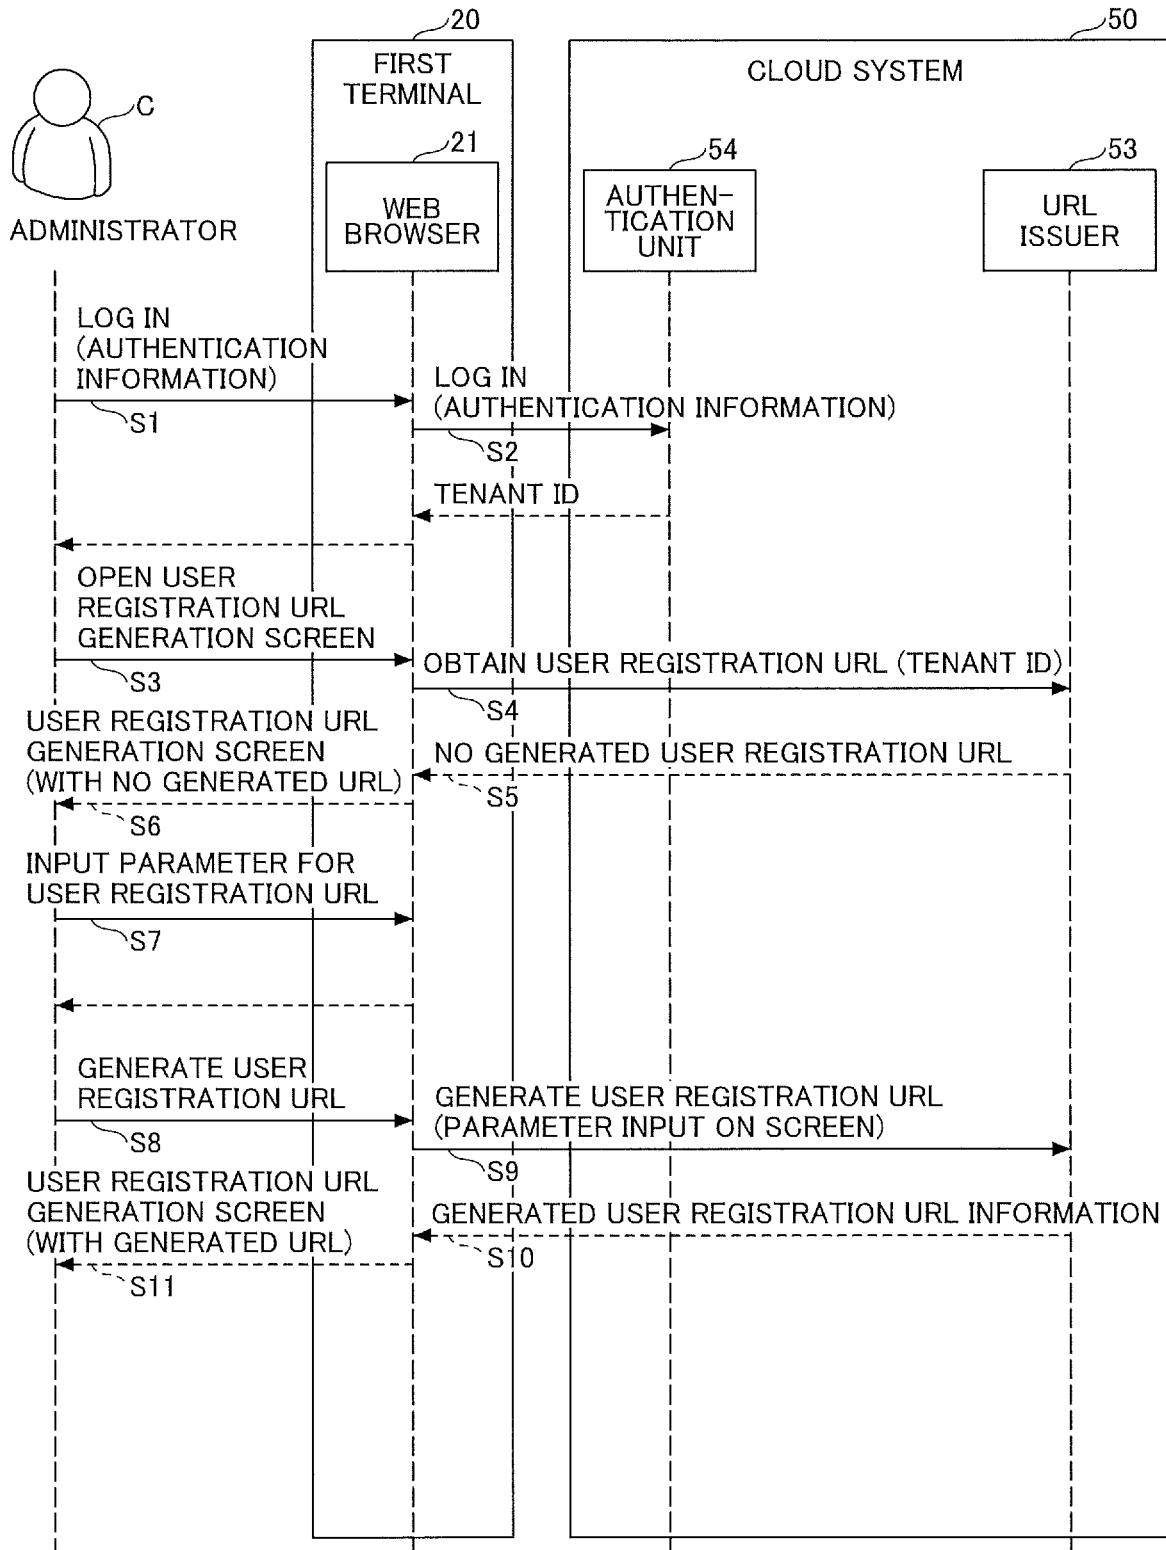 20
50
FIRST
TERMINAL
CLOUD SYSTEM
C
21
54
53
ADMINISTRATOR
WEB
BROWSER
AUTHEN-
TICATION
UNIT
URL
ISSUER
LOG IN
(AUTHENTICATION
INFORMATION)
S1
LOG IN
(AUTHENTICATION INFORMATION)
S2
TENANT ID
OPEN USER
REGISTRATION URL
GENERATION SCREEN
S3
OBTAIN USER REGISTRATION URL (TENANT ID)
S4
USER REGISTRATION URL
GENERATION SCREEN
(WITH NO GENERATED URL)
S6
NO GENERATED USER REGISTRATION URL
S5
INPUT PARAMETER FOR
USER REGISTRATION URL
S7
GENERATE USER
REGISTRATION URL
S8
GENERATE USER REGISTRATION URL
(PARAMETER INPUT ON SCREEN)
S9
USER REGISTRATION URL
GENERATION SCREEN
(WITH GENERATED URL)
S11
GENERATED USER REGISTRATION URL INFORMATION
S10